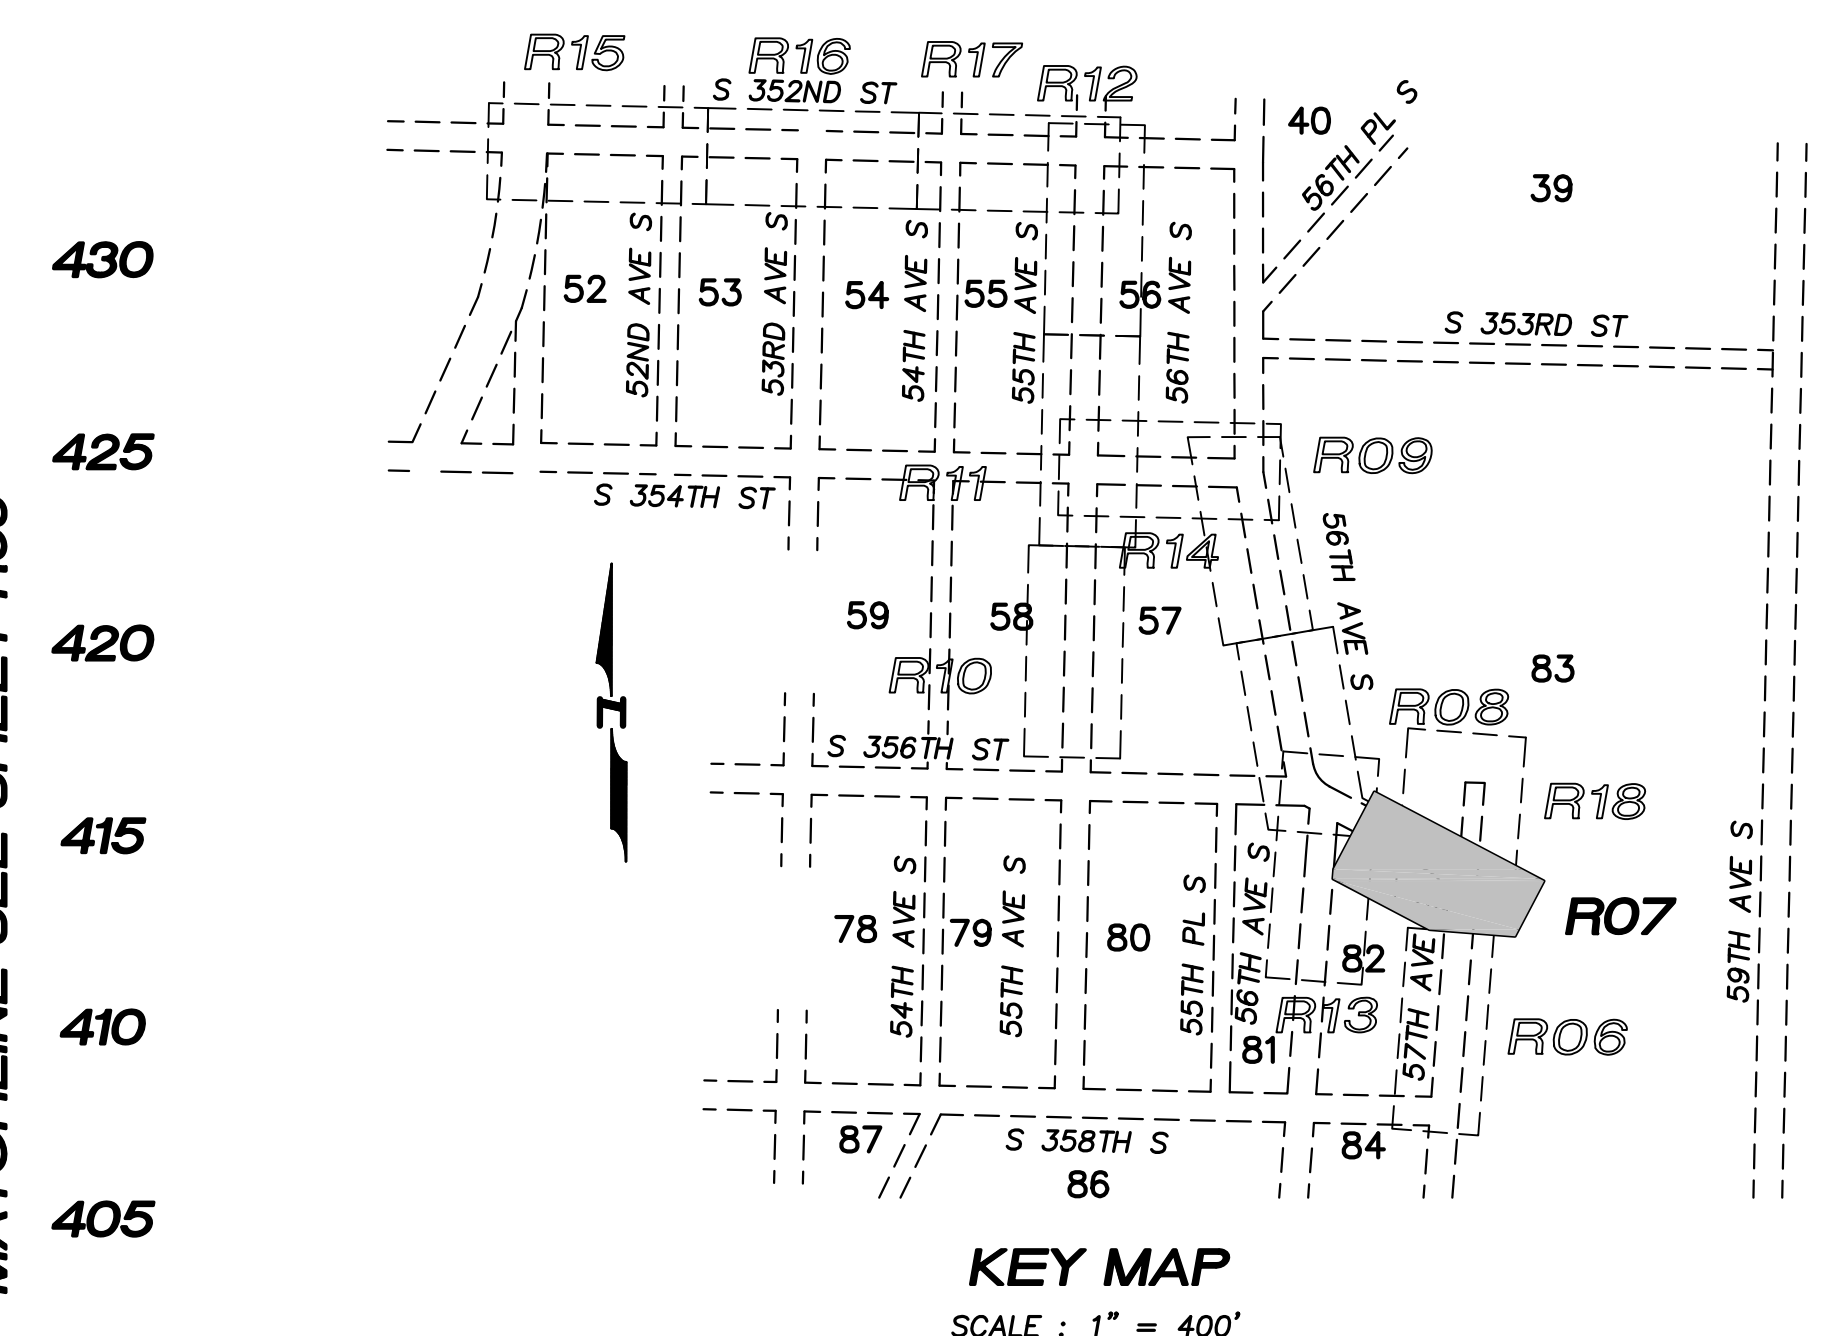 R15
R16
R17
R12
S 352ND ST
40
56TH PL S
39
430
52
52ND AVE S
53
53RD AVE S
54
54TH AVE S
55
55TH AVE S
56
56TH AVE S
S 353RD ST
425
R09
R11
S 354TH ST
R14
56TH AVE S
59
58
57
420
R10
83
1
R08
S 356TH ST
R18
415
59TH AVE S
78
54TH AVE S
79
55TH AVE S
80
55TH PL S
56TH AVE S
R07
82
57TH AVE
R13
410
81
R06
87
S 358TH S
84
86
405
KEY MAP
SCALE : 1" = 400'